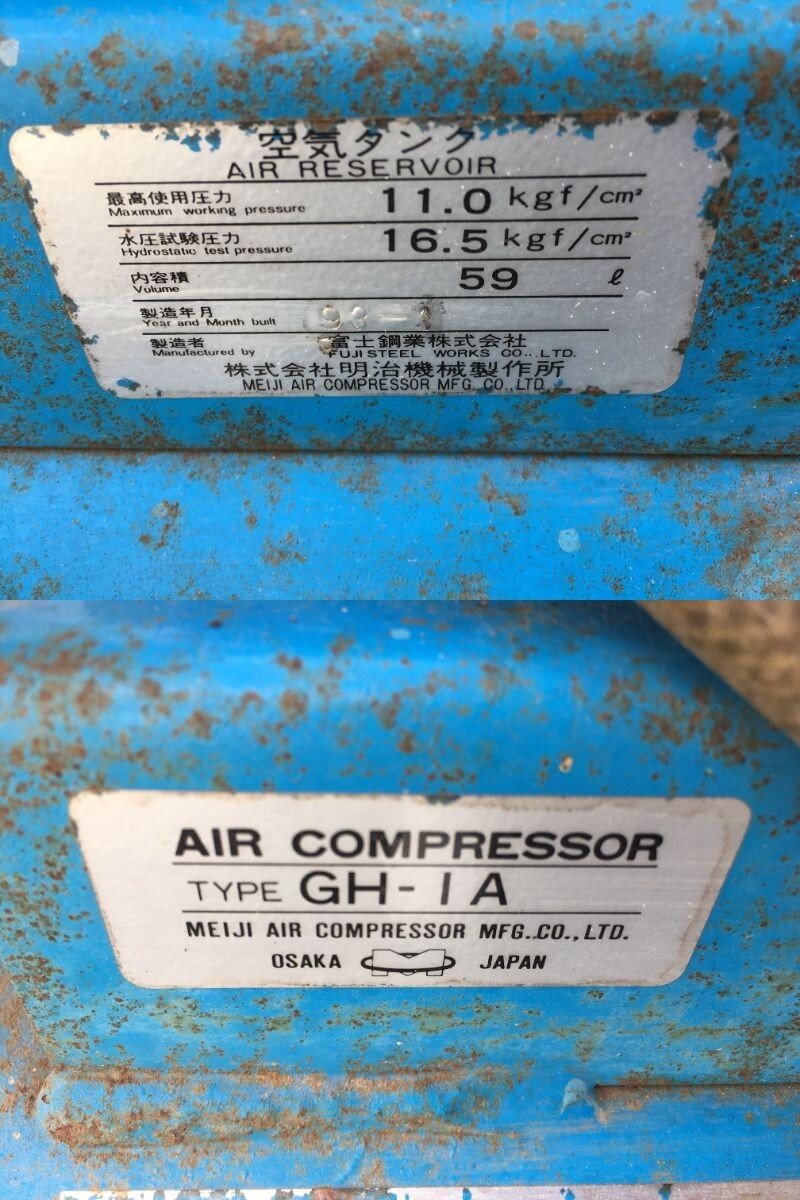 空気タンク
AIR RESERVOIR
最高使用圧力 11.0 kgf/cm²
Maximum working pressure
水圧試験圧力 16.5 kgf/cm²
Hydrostatic test pressure
内容積 59 ℓ
Volume
製造年月 93-1
Year and Month built
製造者 富士鋼業株式会社
Manufactured by FUJI STEEL WORKS CO.,LTD.
株式会社明治機械製作所
MEIJI AIR COMPRESSOR MFG. CO.,LTD.
AIR COMPRESSOR
TYPE GH-1A
MEIJI AIR COMPRESSOR MFG.CO.,LTD.
OSAKA JAPAN